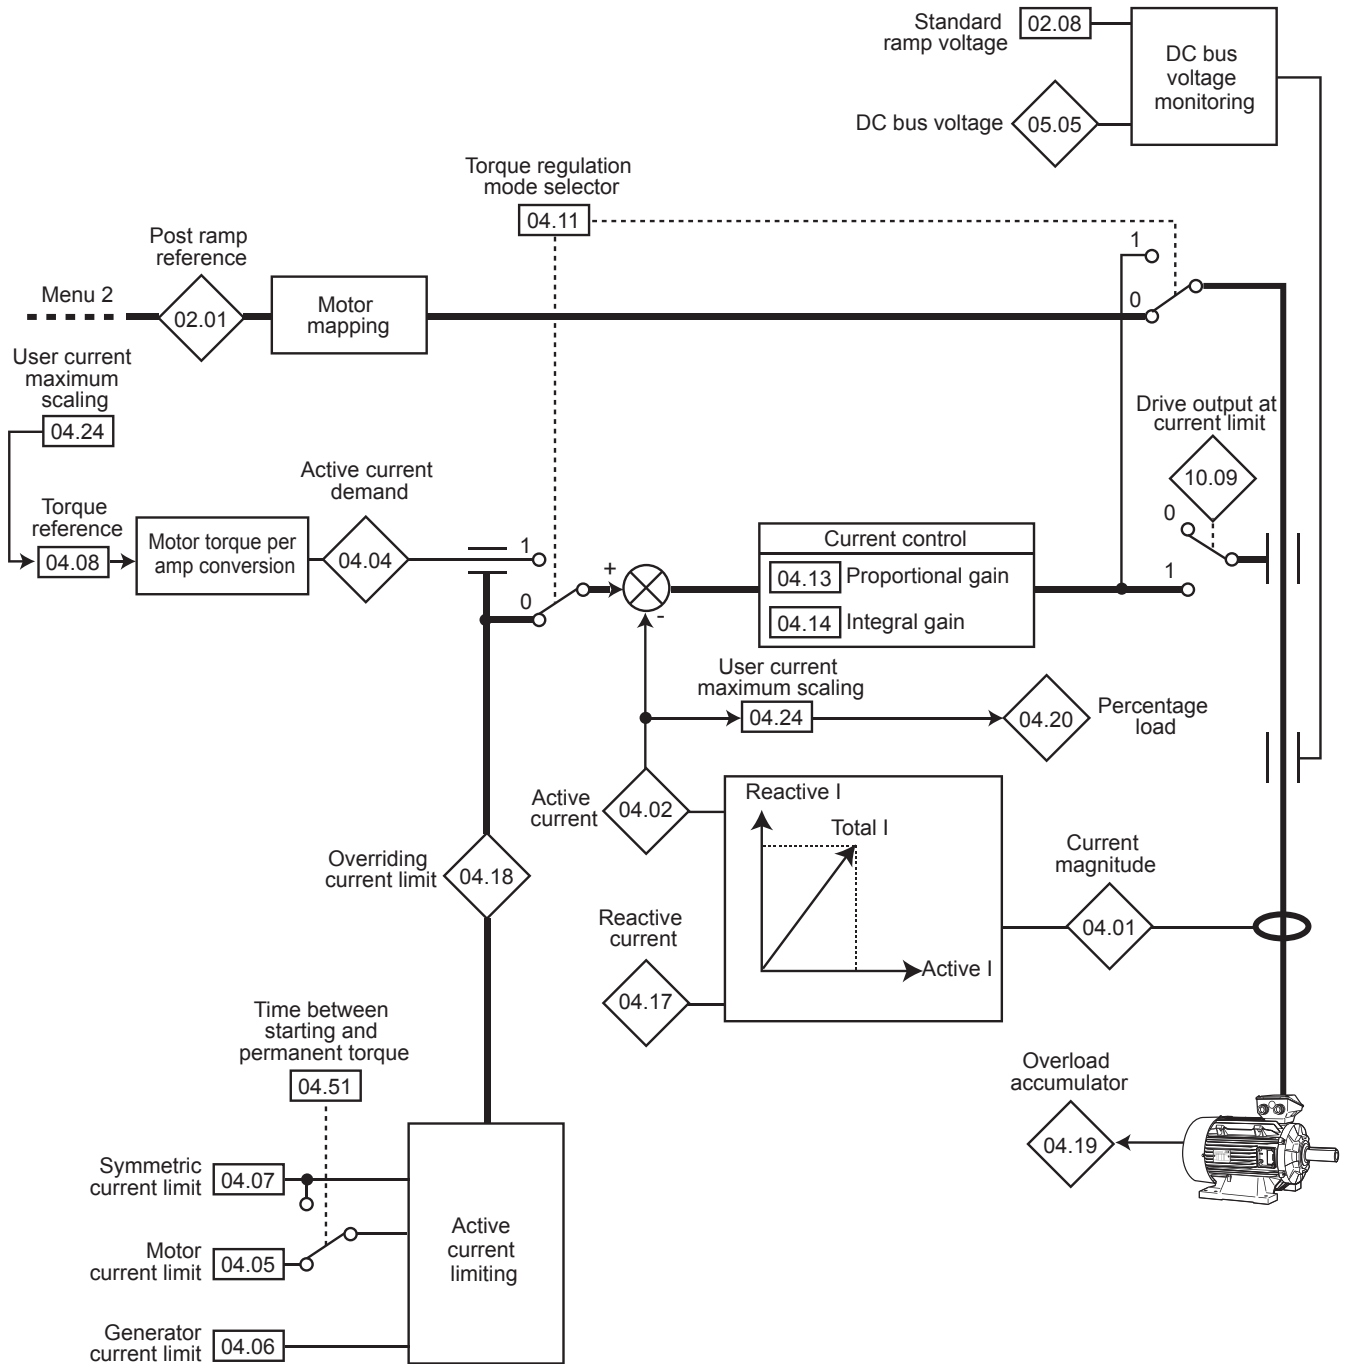 Standard
ramp voltage
02.08
DC bus
voltage
monitoring
DC bus voltage
05.05
Torque regulation
mode selector
04.11
Post ramp
reference
Menu 2
02.01
Motor
mapping
1
0
User current
maximum
scaling
04.24
Drive output at
current limit
10.09
0
1
Active current
demand
Torque
reference
04.08
Motor torque per
amp conversion
04.04
1
0
+
-
Current control
04.13 Proportional gain
04.14 Integral gain
User current
maximum scaling
04.24
04.20
Percentage
load
Active
current
04.02
Reactive I
Total I
Active I
Current
magnitude
04.01
Overriding
current limit
04.18
Reactive
current
04.17
Time between
starting and
permanent torque
04.51
Overload
accumulator
04.19
Symmetric
current limit
04.07
Motor
current limit
04.05
Generator
current limit
04.06
Active
current
limiting